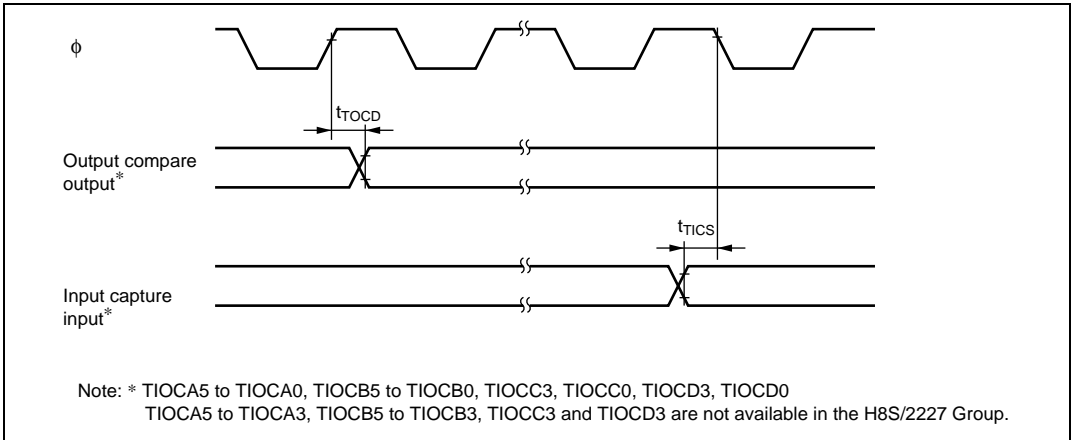 ϕ
tTOCD
Output compare
output*
tTICS
Input capture
input*
Note: * TIOCA5 to TIOCA0, TIOCB5 to TIOCB0, TIOCC3, TIOCC0, TIOCD3, TIOCD0
TIOCA5 to TIOCA3, TIOCB5 to TIOCB3, TIOCC3 and TIOCD3 are not available in the H8S/2227 Group.